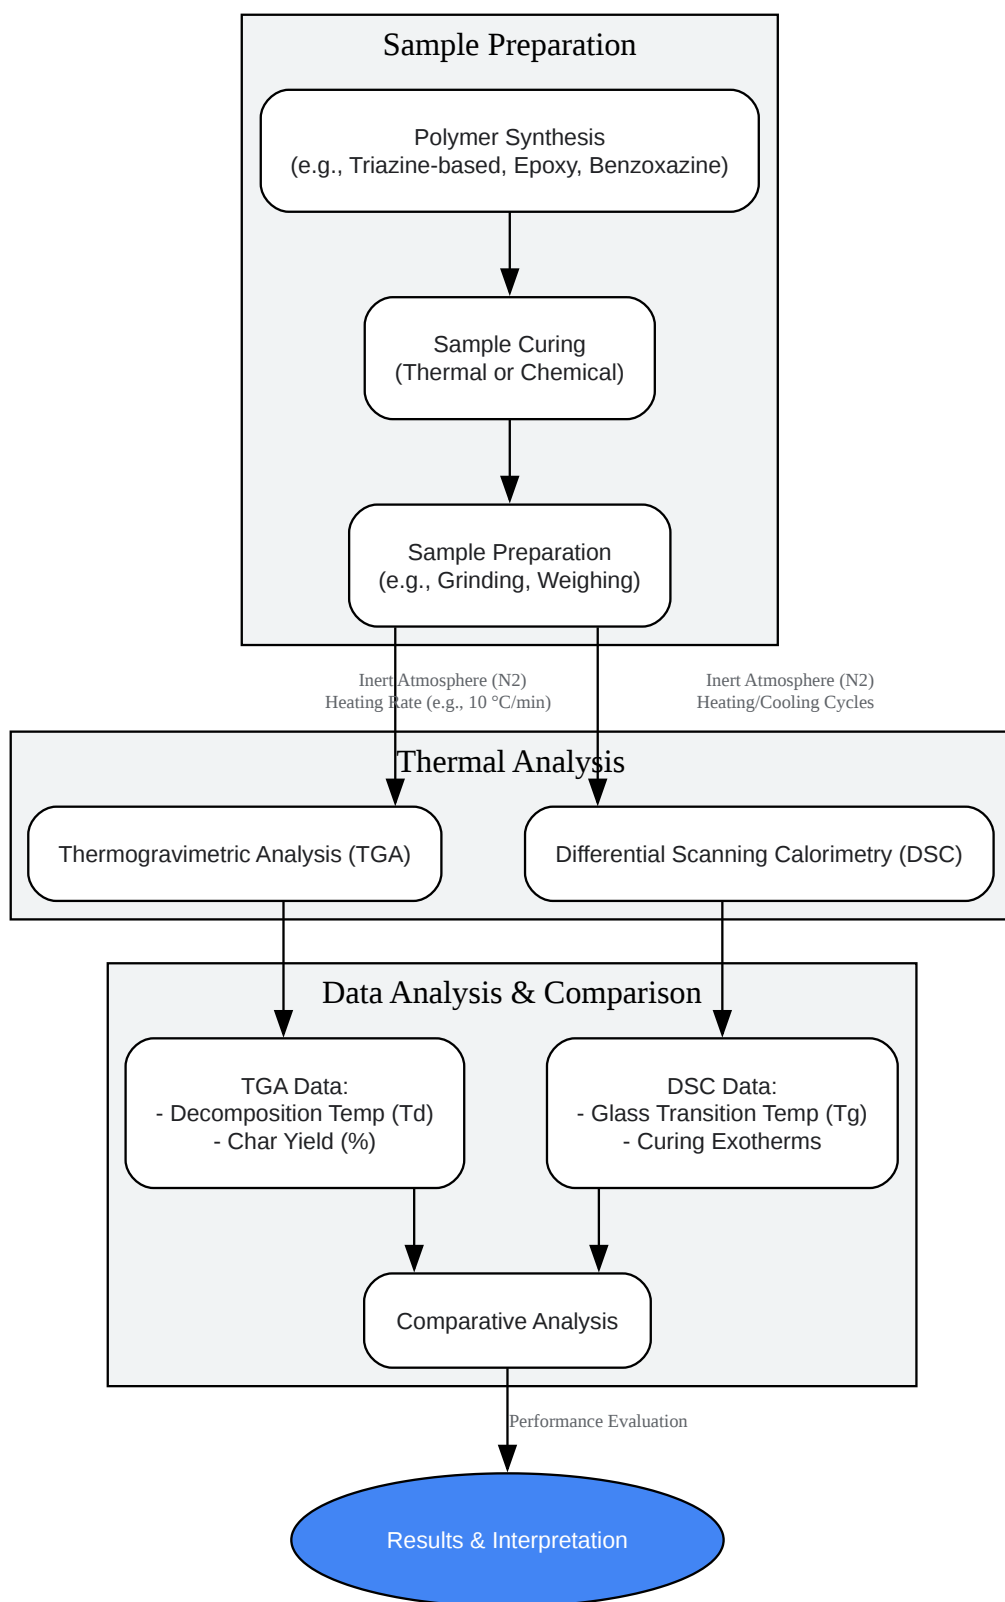 Sample Preparation
Polymer Synthesis
(e.g., Triazine-based, Epoxy, Benzoxazine)
Sample Curing
(Thermal or Chemical)
Sample Preparation
(e.g., Grinding, Weighing)
Inert Atmosphere (N2)
Heating Rate (e.g., 10 °C/min)
Inert Atmosphere (N2)
Heating/Cooling Cycles
Thermal Analysis
Thermogravimetric Analysis (TGA)
Differential Scanning Calorimetry (DSC)
Data Analysis & Comparison
TGA Data:
- Decomposition Temp (Td)
- Char Yield (%)
DSC Data:
- Glass Transition Temp (Tg)
- Curing Exotherms
Comparative Analysis
Performance Evaluation
Results & Interpretation